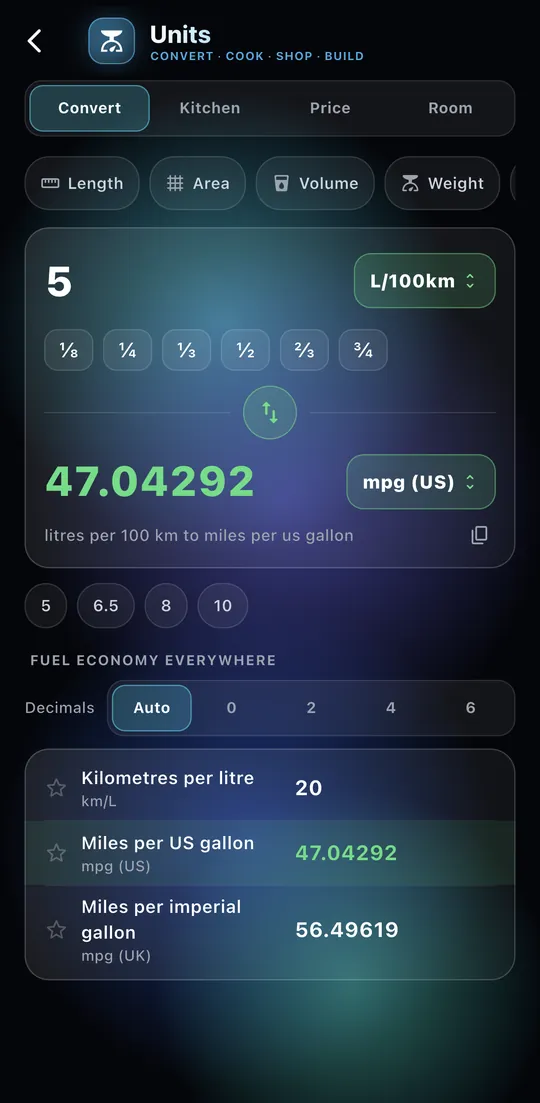 Units
CONVERT · COOK · SHOP · BUILD
Convert Kitchen Price Room
Length Area Volume Weight
5 L/100km
⅛ ¼ ⅓ ½ ⅔ ¾
47.04292 mpg (US)
litres per 100 km to miles per us gallon
5 6.5 8 10
FUEL ECONOMY EVERYWHERE
Decimals Auto 0 2 4 6
Kilometres per litre
km/L
20
Miles per US gallon
mpg (US)
47.04292
Miles per imperial
gallon
mpg (UK)
56.49619